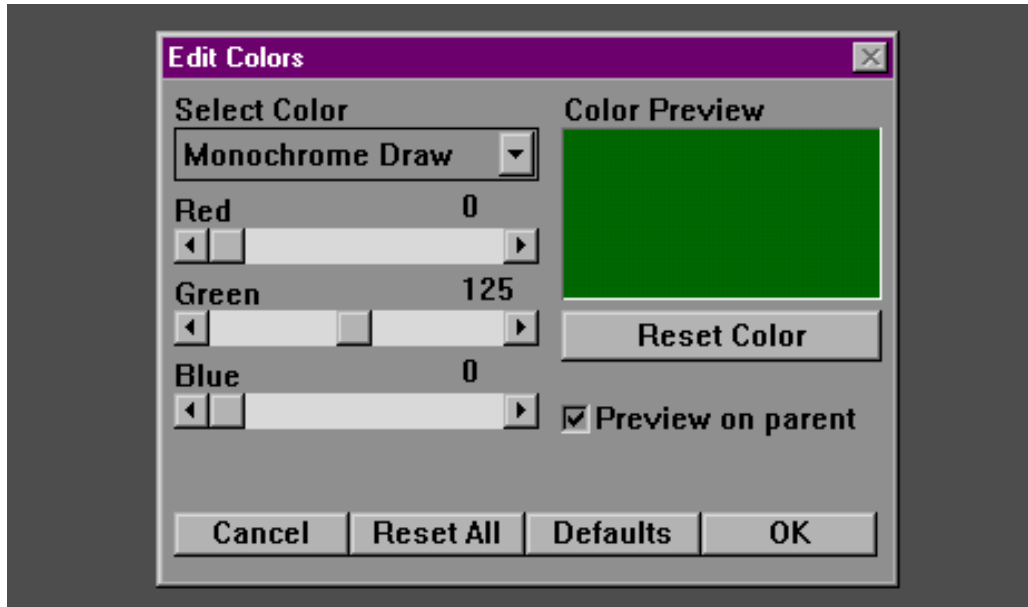 Edit Colors
Select Color
Monochrome Draw
Red 0
Green 125
Blue 0
Color Preview
Reset Color
Preview on parent
Cancel Reset All Defaults OK